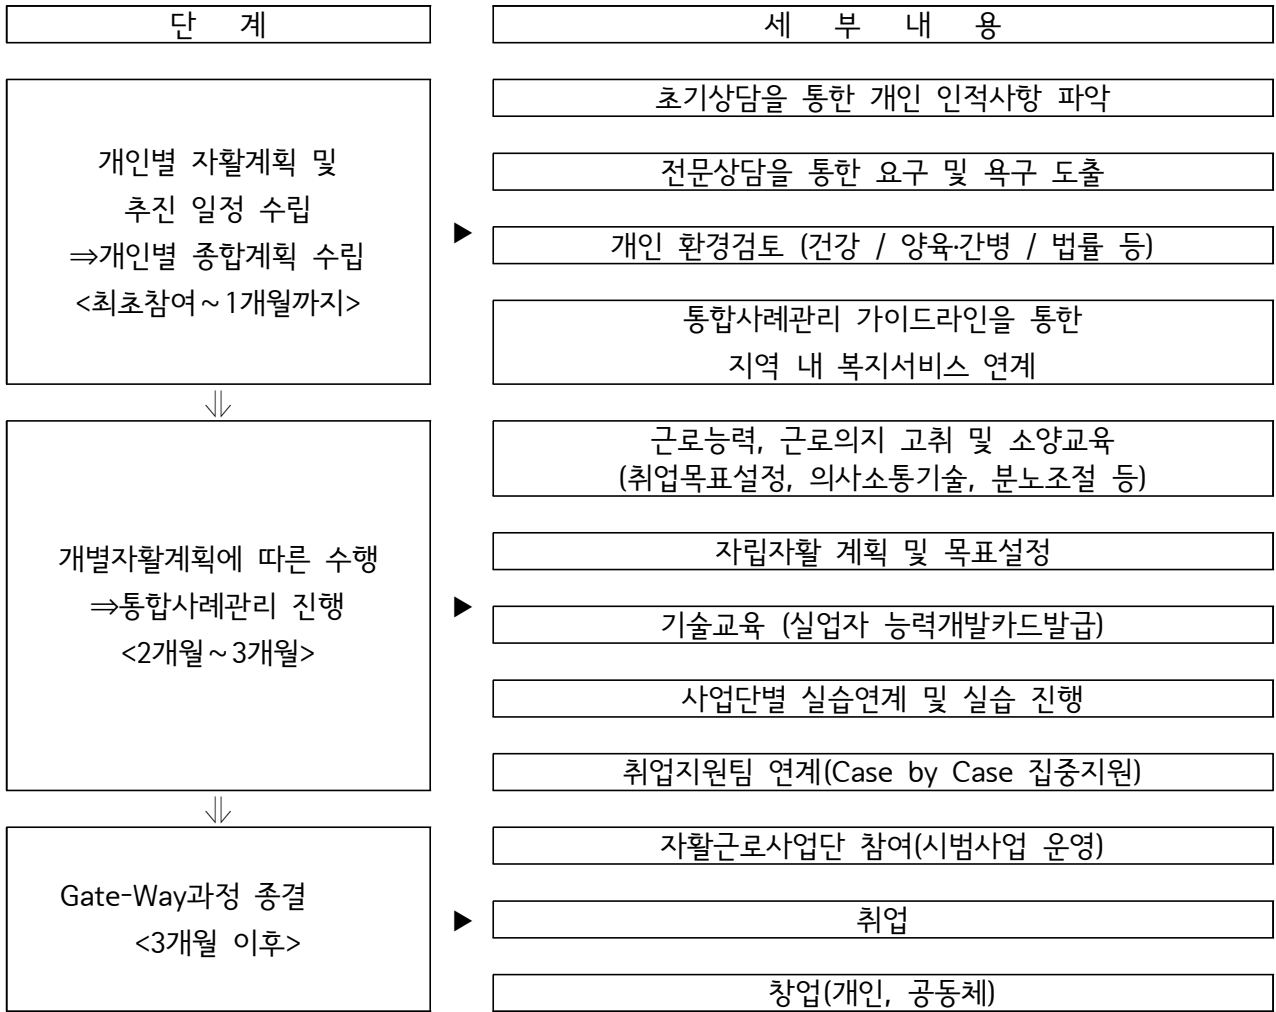 단 계
세 부 내 용
개인별 자활계획 및
추진 일정 수립
⇒개인별 종합계획 수립
<최초참여~1개월까지>
▶
초기상담을 통한 개인 인적사항 파악
전문상담을 통한 요구 및 욕구 도출
개인 환경검토 (건강 / 양육·간병 / 법률 등)
통합사례관리 가이드라인을 통한
지역 내 복지서비스 연계
⇓
개별자활계획에 따른 수행
⇒통합사례관리 진행
<2개월~3개월>
▶
근로능력, 근로의지 고취 및 소양교육
(취업목표설정, 의사소통기술, 분노조절 등)
자립자활 계획 및 목표설정
기술교육 (실업자 능력개발카드발급)
사업단별 실습연계 및 실습 진행
취업지원팀 연계(Case by Case 집중지원)
⇓
Gate-Way과정 종결
<3개월 이후>
▶
자활근로사업단 참여(시범사업 운영)
취업
창업(개인, 공동체)